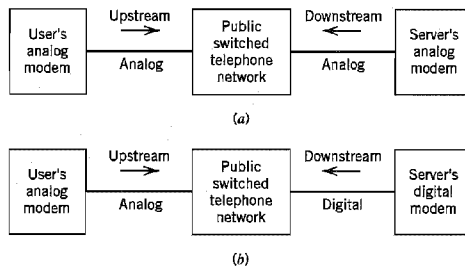 Upstream Public Downstream
User's switched Server's
analog telephone analog
modem network modem
Analog Analog
(a)
Upstream Public Downstream
User's switched Server's
analog telephone digital
modem network modem
Analog Digital
(b)